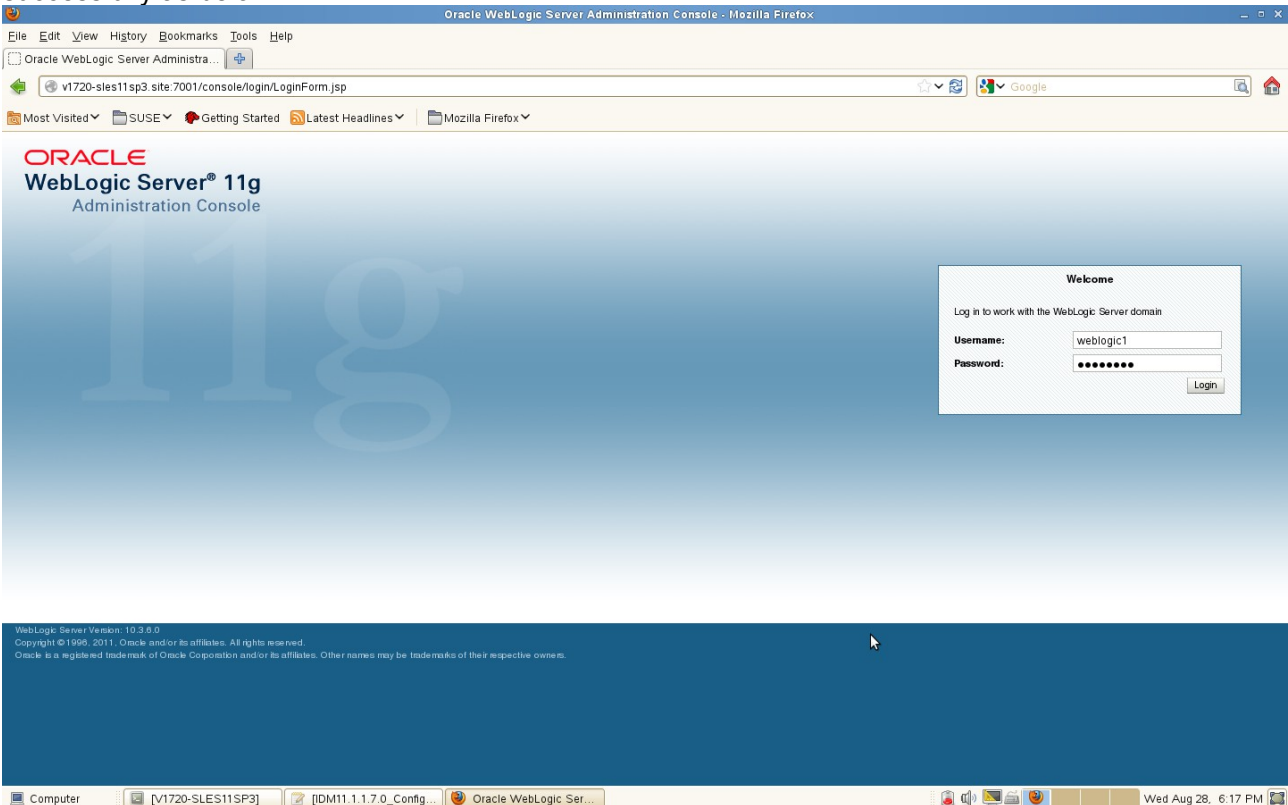 Oracle WebLogic Server Administration Console - Mozilla Firefox
File Edit View History Bookmarks Tools Help
Oracle WebLogic Server Administra...
v1720-sles11sp3.site:7001/console/login/LoginForm.jsp
Google
Most Visited SUSE Getting Started Latest Headlines Mozilla Firefox
ORACLE
WebLogic Server® 11g
Administration Console
11g
Welcome
Log in to work with the WebLogic Server domain
Username: weblogic1
Password: ●●●●●●●●
Login
WebLogic Server Version: 10.3.6.0
Copyright © 1996, 2011, Oracle and/or its affiliates. All rights reserved.
Oracle is a registered trademark of Oracle Corporation and/or its affiliates. Other names may be trademarks of their respective owners.
Computer [V1720-SLES11SP3] [IDM11.1.1.7.0_Config... Oracle WebLogic Ser... Wed Aug 28, 6:17 PM